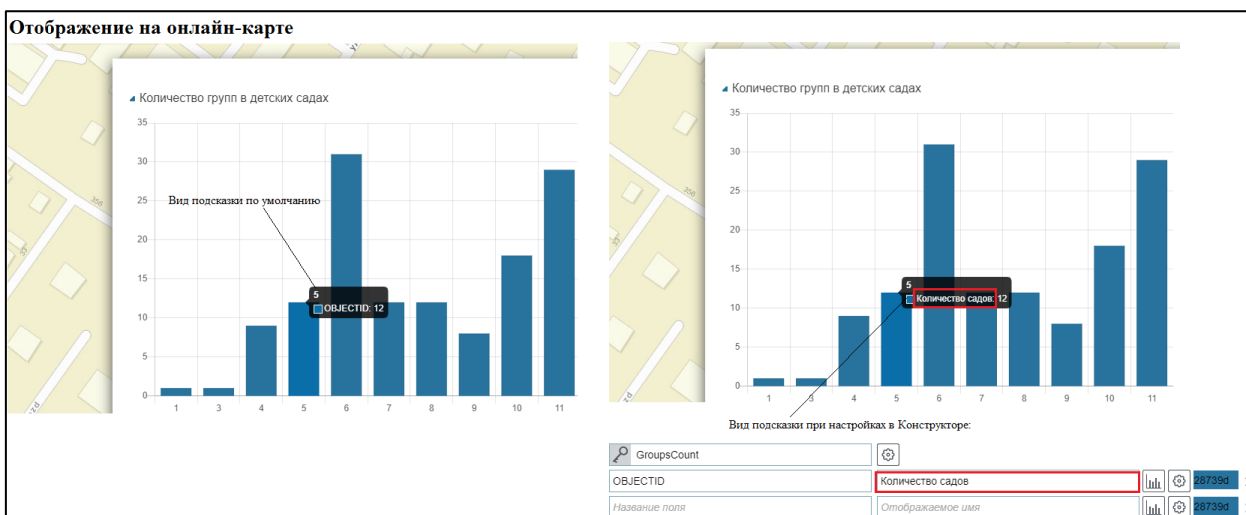 Отображение на онлайн-карте
Количество групп в детских садах
35
30
25
20
15
10
5
0
Вид подсказки по умолчанию
5
OBJECTID: 12
1 3 4 5 6 7 8 9 10 11
356
33
Количество групп в детских садах
35
30
25
20
15
10
5
0
5
Количество садов: 12
1 3 4 5 6 7 8 9 10 11
356
Вид подсказки при настройках в Конструкторе:
GroupsCount
OBJECTID Количество садов 28739d
Название поля Отображаемое имя 28739d